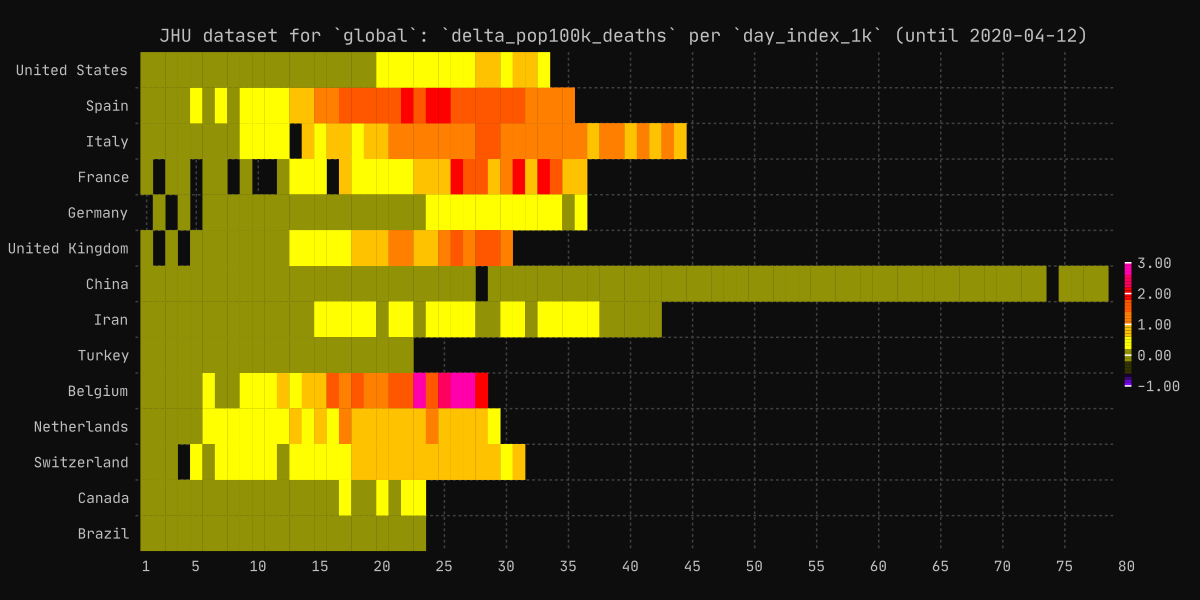 JHU dataset for `global`: `delta_pop100k_deaths` per `day_index_1k` (until 2020-04-12)
United States
Spain
Italy
France
Germany
United Kingdom
China
Iran
Turkey
Belgium
Netherlands
Switzerland
Canada
Brazil
3.00
2.00
1.00
0.00
-1.00
1 5 10 15 20 25 30 35 40 45 50 55 60 65 70 75 80